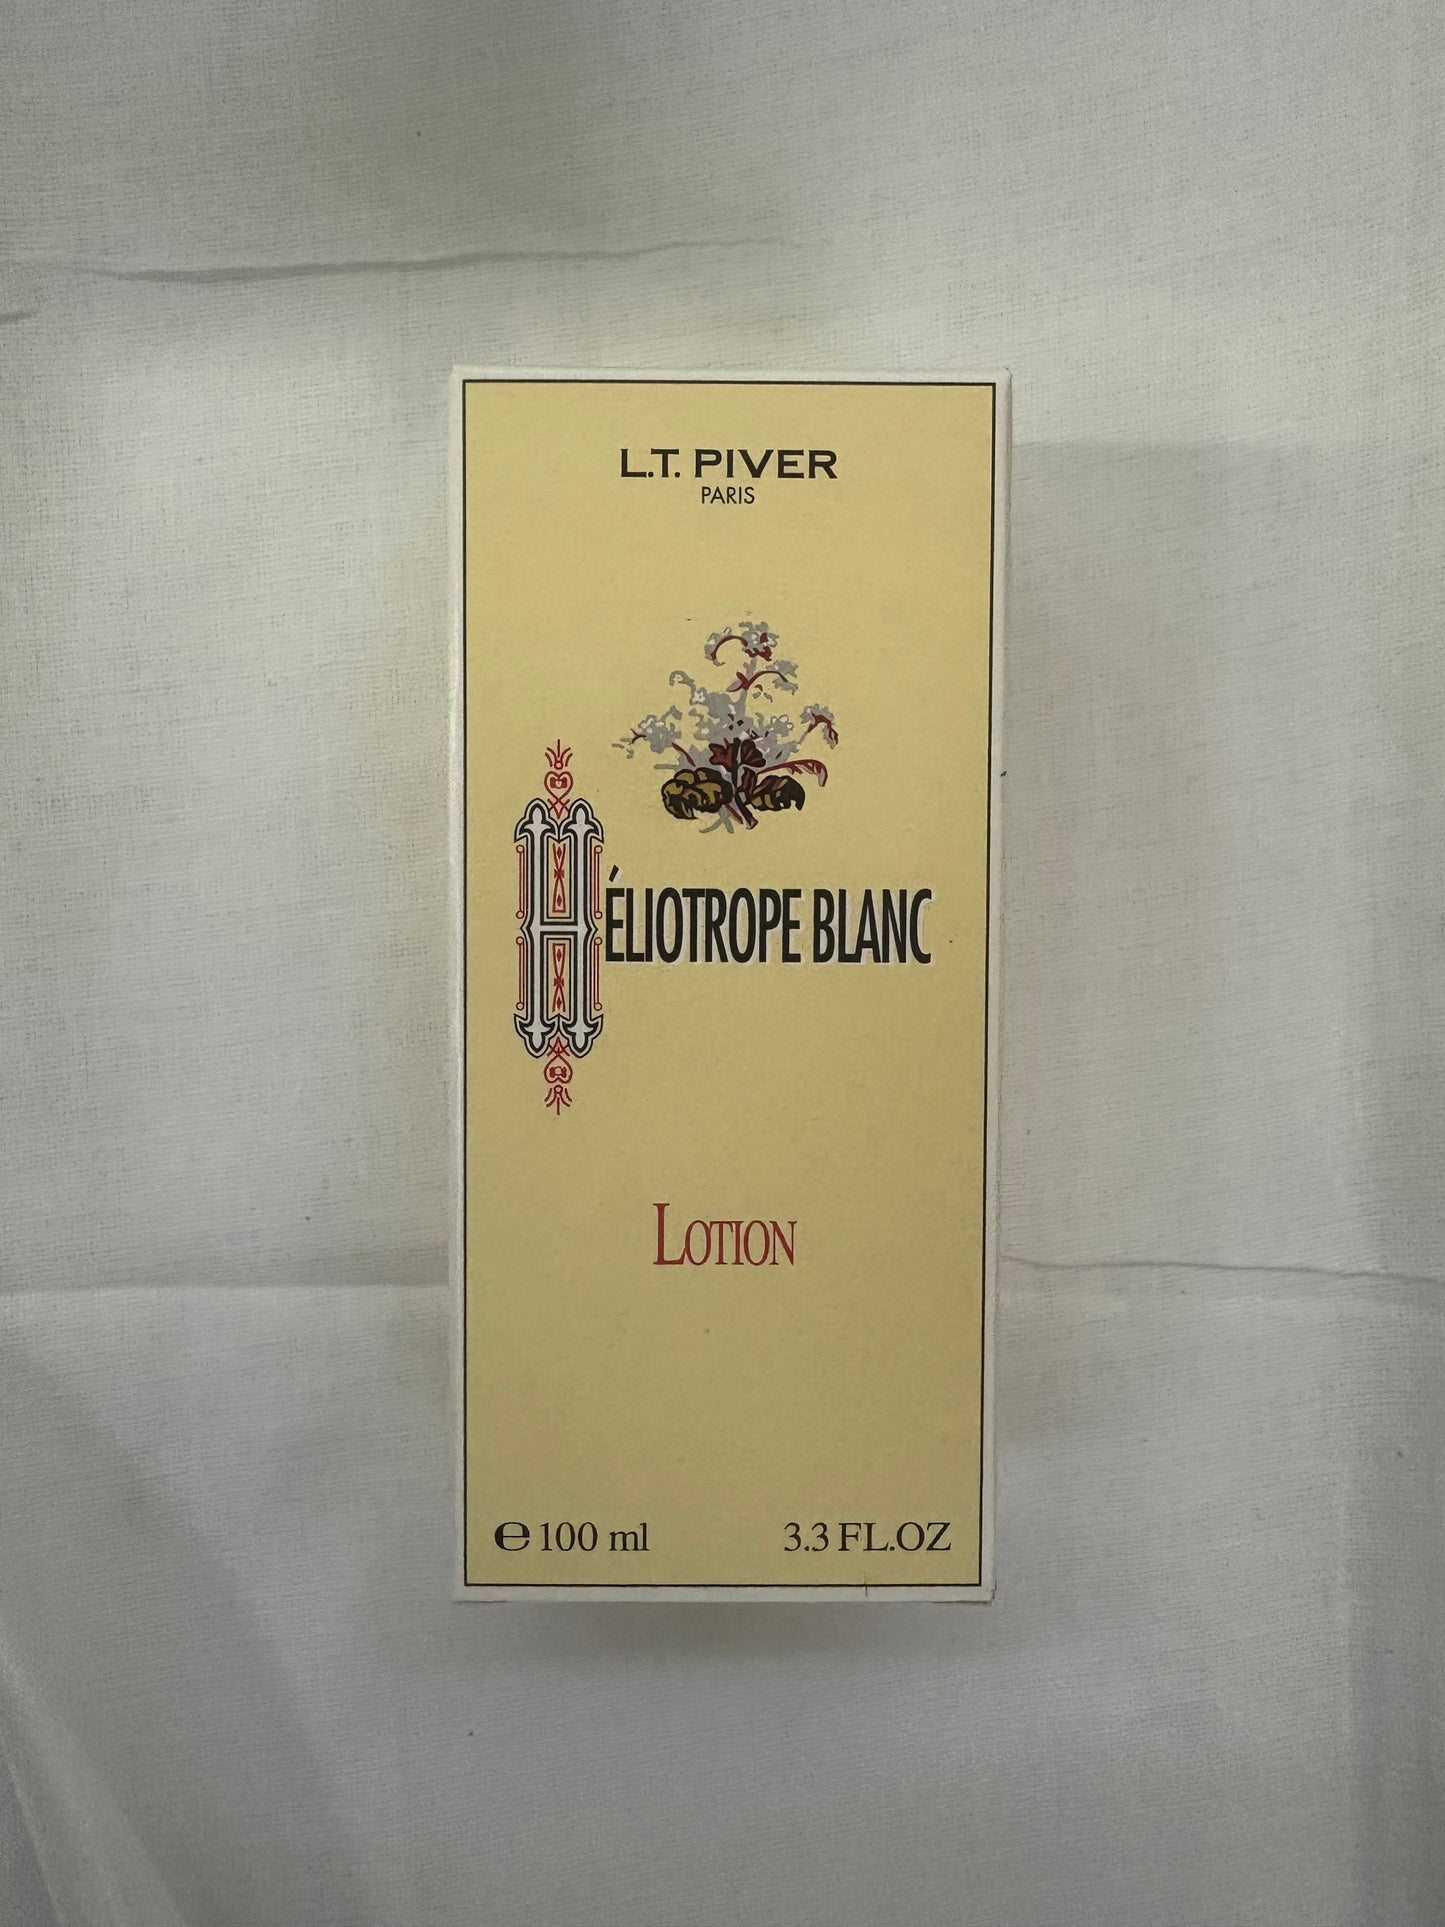 L.T. PIVER
PARIS
HÉLIOTROPE BLANC
LOTION
℮ 100 ml 3.3 FL.OZ